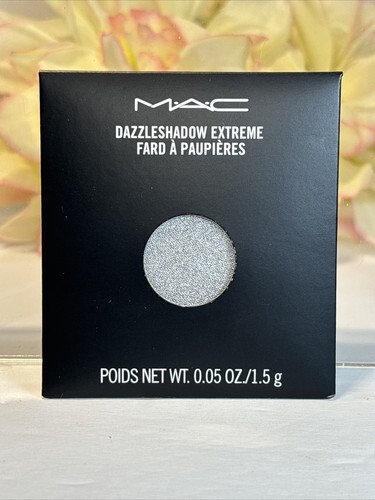 M·A·C
DAZZLESHADOW EXTREME
FARD À PAUPIÈRES
POIDS NET WT. 0.05 OZ./1.5 g